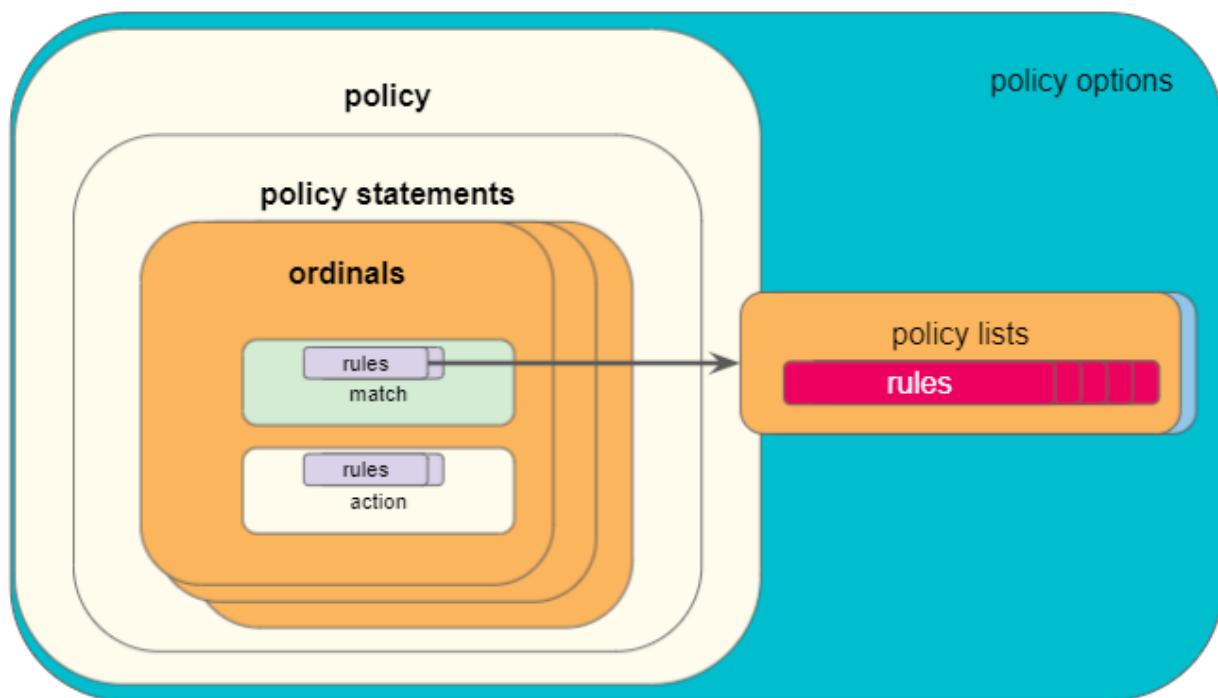 policy options
policy
policy statements
ordinals
rules
match
rules
action
policy lists
rules